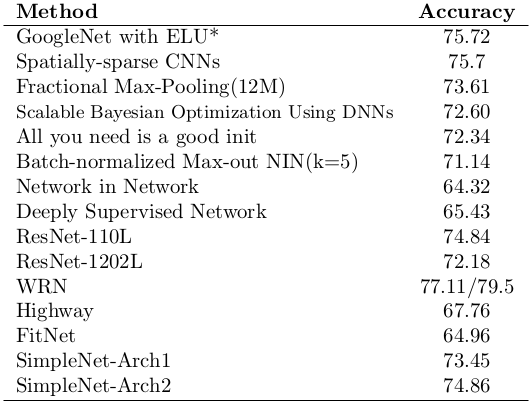 Method Accuracy
GoogleNet with ELU* 75.72
Spatially-sparse CNNs 75.7
Fractional Max-Pooling(12M) 73.61
Scalable Bayesian Optimization Using DNNs 72.60
All you need is a good init 72.34
Batch-normalized Max-out NIN(k=5) 71.14
Network in Network 64.32
Deeply Supervised Network 65.43
ResNet-110L 74.84
ResNet-1202L 72.18
WRN 77.11/79.5
Highway 67.76
FitNet 64.96
SimpleNet-Arch1 73.45
SimpleNet-Arch2 74.86